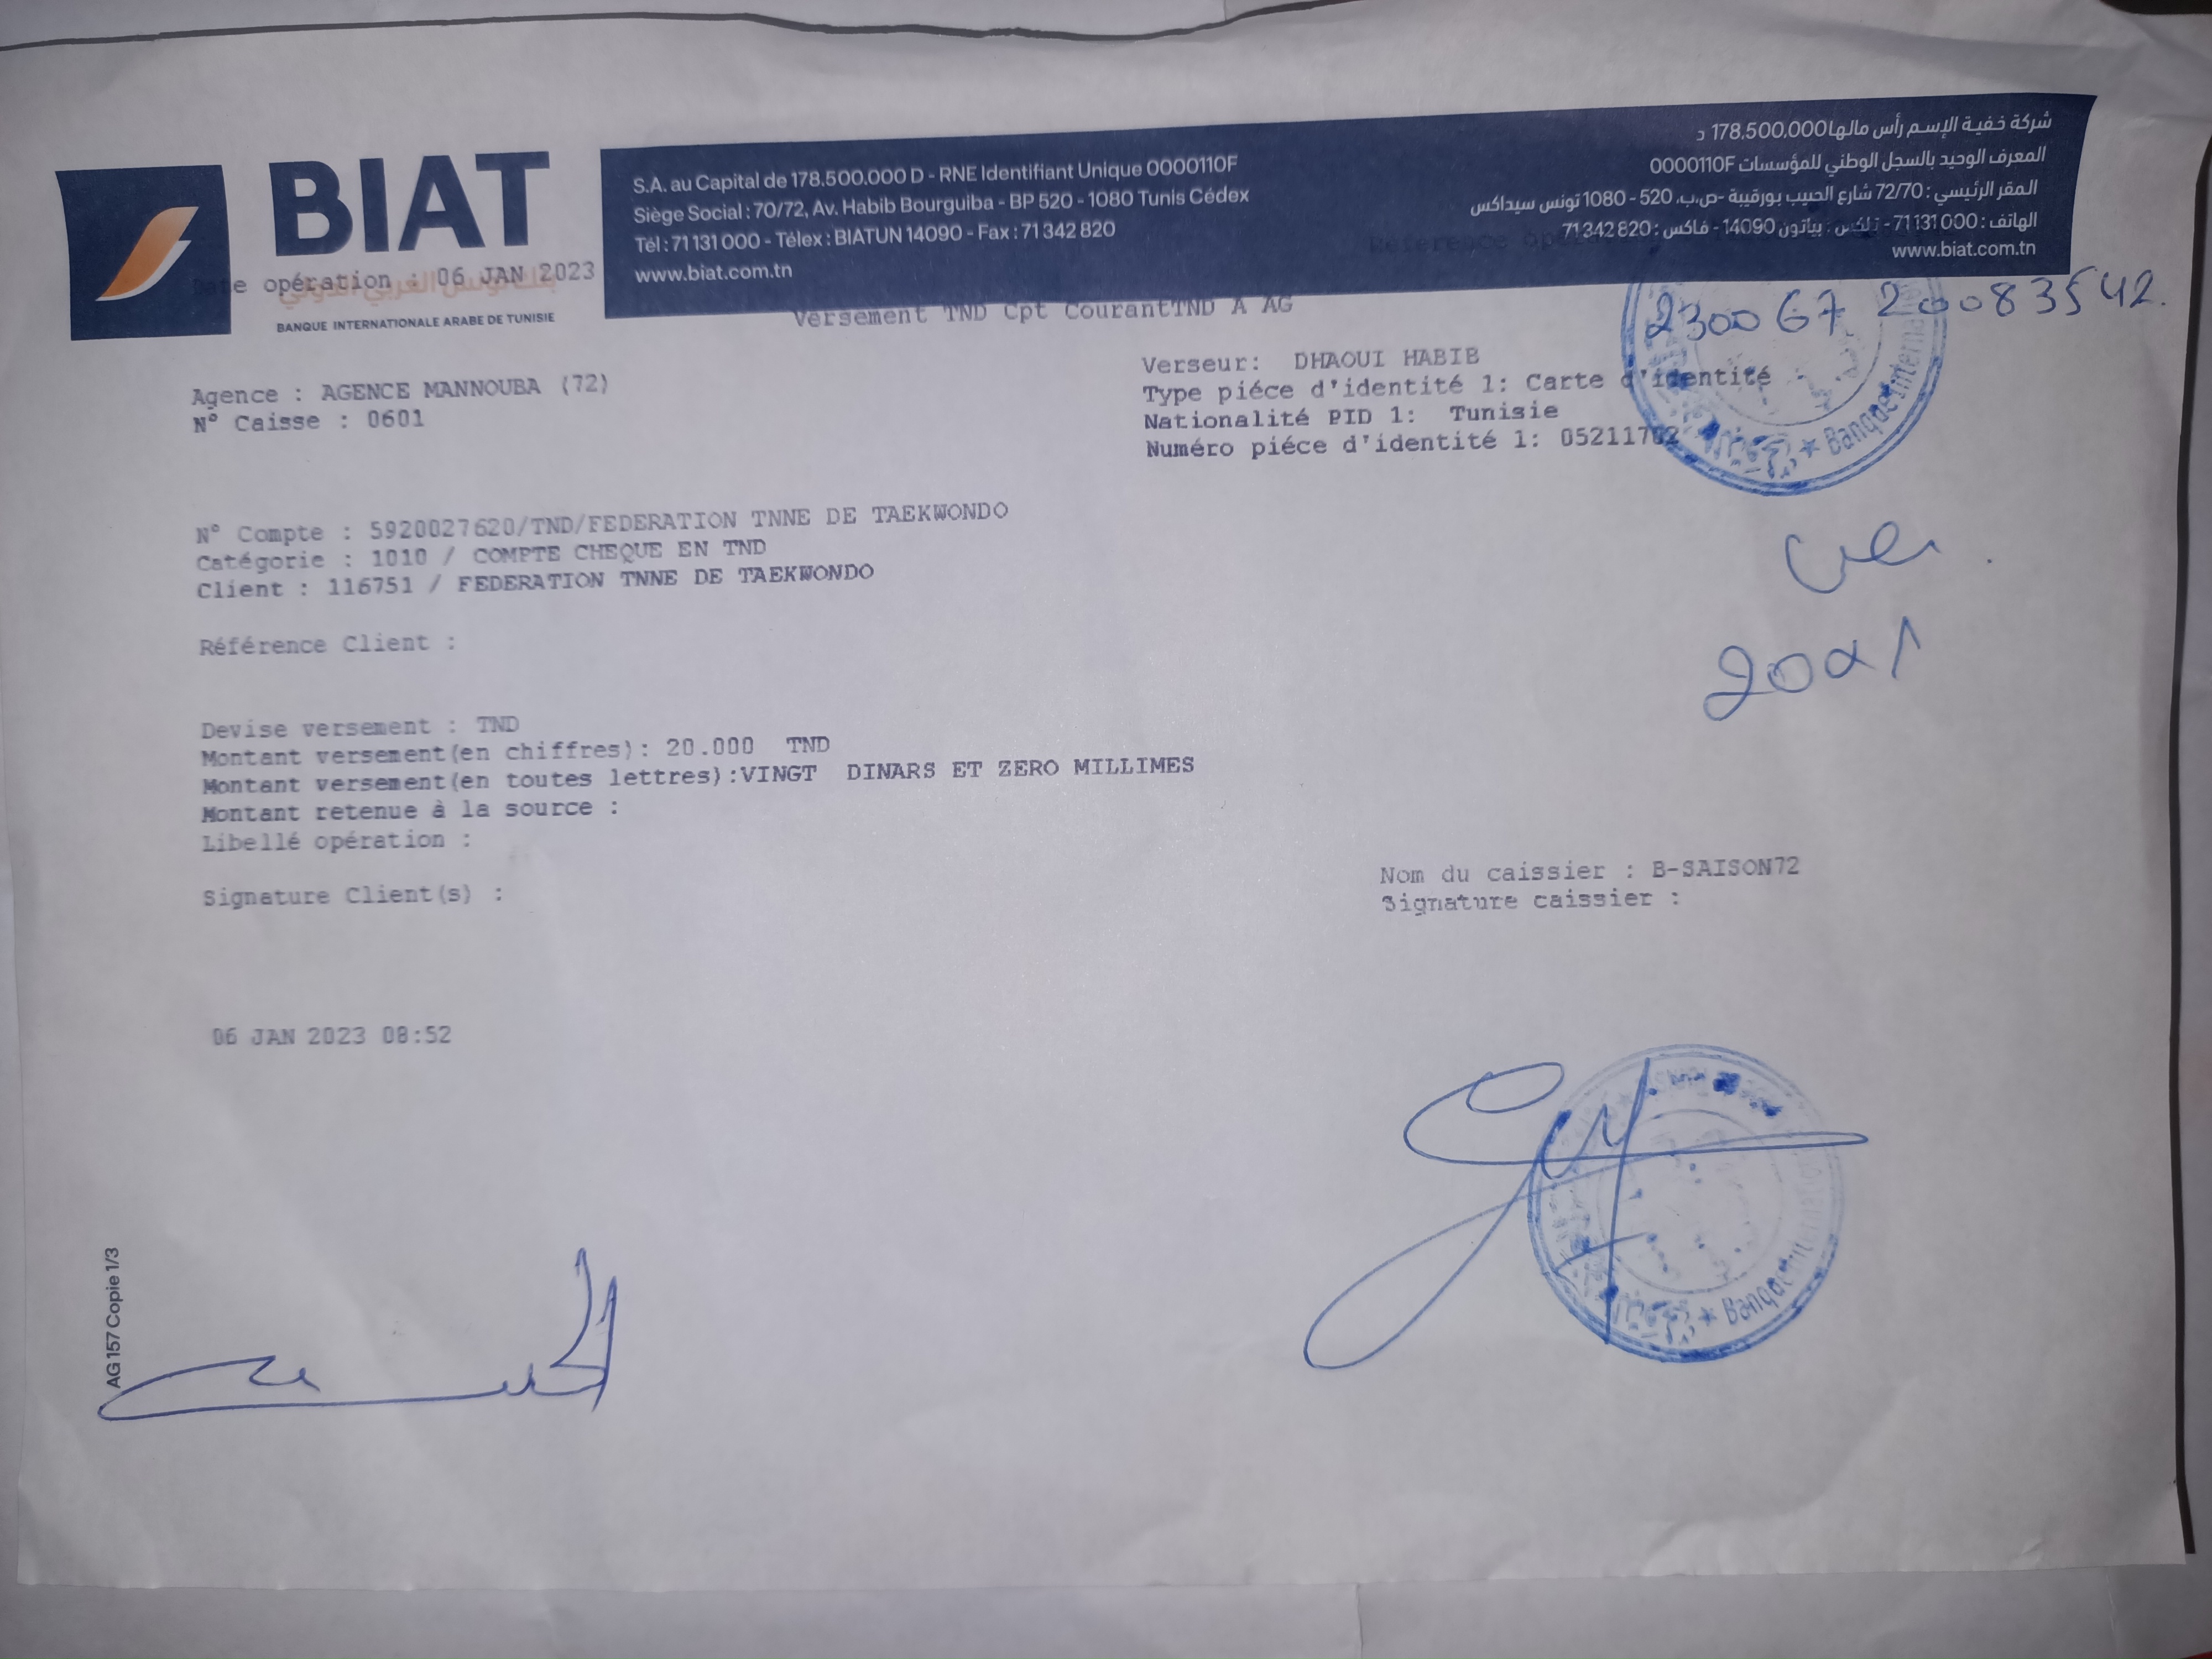 BIAT
بنك تونس العربي الدولي
BANQUE INTERNATIONALE ARABE DE TUNISIE
S.A. au Capital de 178.500.000 D - RNE Identifiant Unique 0000110F
Siège Social : 70/72, Av. Habib Bourguiba - BP 520 - 1080 Tunis Cédex
Tél : 71 131 000 - Télex : BIATUN 14090 - Fax : 71 342 820
www.biat.com.tn
شركة خفية الإسم رأس مالها 178.500.000 د
المعرف الوحيد بالسجل الوطني للمؤسسات 0000110F
المقر الرئيسي : 72/70 شارع الحبيب بورقيبة -ص.ب. 520 - 1080 تونس سيداكس
الهاتف : 000 131 71 - تلكس : بياتون 14090 - فاكس : 820 342 71
www.biat.com.tn
Date opération : 06 JAN 2023
230067 20083542.
Versement TND Cpt CourantTND A AG
Agence : AGENCE MANNOUBA (72)
N° Caisse : 0601
Verseur: DHAOUI HABIB
Type piéce d'identité 1: Carte d'identité
Nationalité PID 1: Tunisie
Numéro piéce d'identité 1: 05211702
Banque Interna
N° Compte : 5920027620/TND/FEDERATION TNNE DE TAEKWONDO
Catégorie : 1010 / COMPTE CHEQUE EN TND
Client : 116751 / FEDERATION TNNE DE TAEKWONDO
Référence Client :
Devise versement : TND
Montant versement(en chiffres): 20.000 TND
Montant versement(en toutes lettres):VINGT DINARS ET ZERO MILLIMES
Montant retenue à la source :
Libellé opération :
Signature Client(s) :
Nom du caissier : B-SAISON72
Signature caissier :
06 JAN 2023 08:52
Banque Internationale
AG 157 Copie 1/3